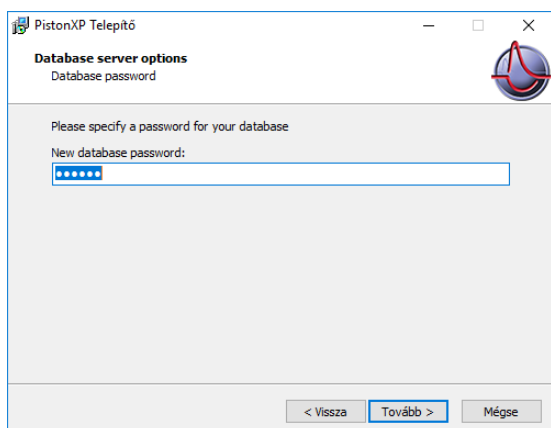 PistonXP Telepítő
Database server options
Database password
Please specify a password for your database
New database password:
••••••
< Vissza
Tovább >
Mégse